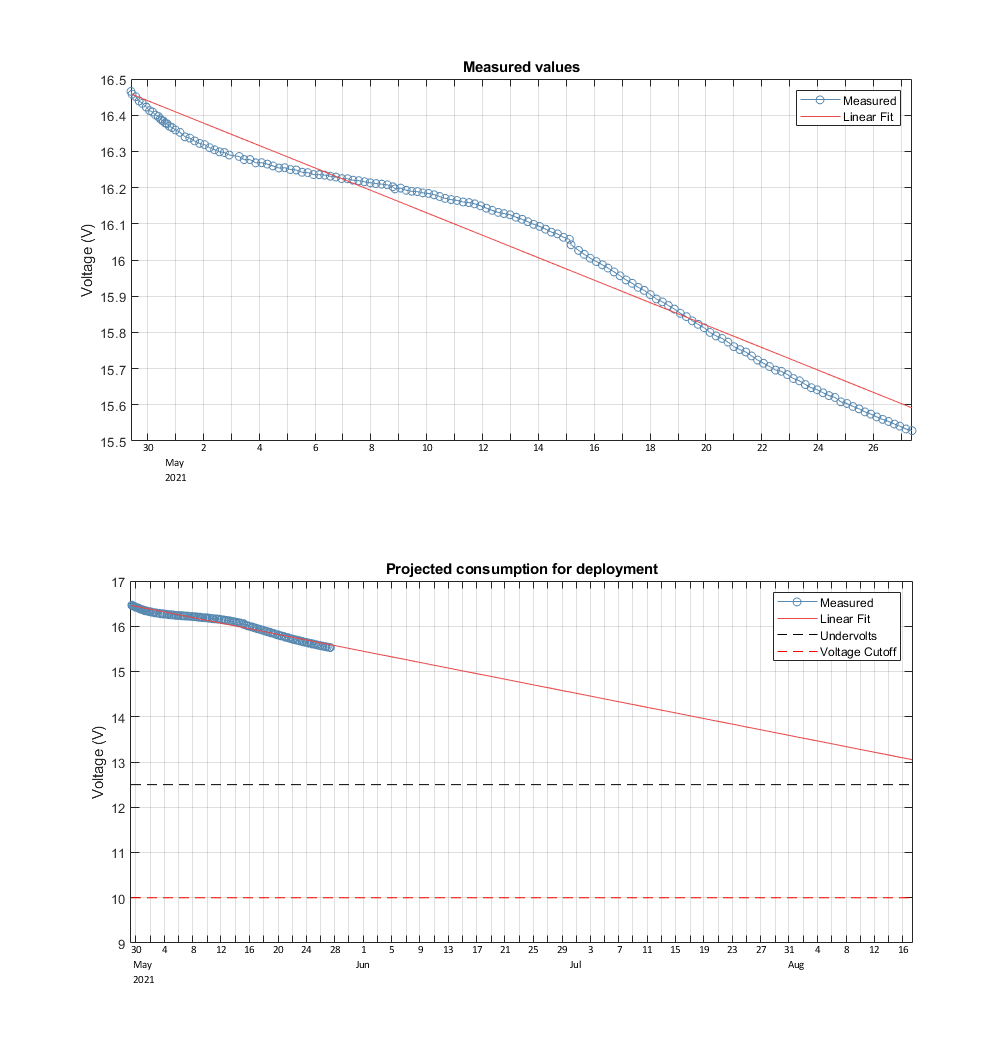 Measured values
Measured
Linear Fit
Voltage (V)
16.5
16.4
16.3
16.2
16.1
16
15.9
15.8
15.7
15.6
15.5
30 2 4 6 8 10 12 14 16 18 20 22 24 26
May
2021
Projected consumption for deployment
Measured
Linear Fit
Undervolts
Voltage Cutoff
Voltage (V)
17
16
15
14
13
12
11
10
9
30 4 8 12 16 20 24 28 1 5 9 13 17 21 25 29 3 7 11 15 19 23 27 31 4 8 12 16
May Jun Jul Aug
2021